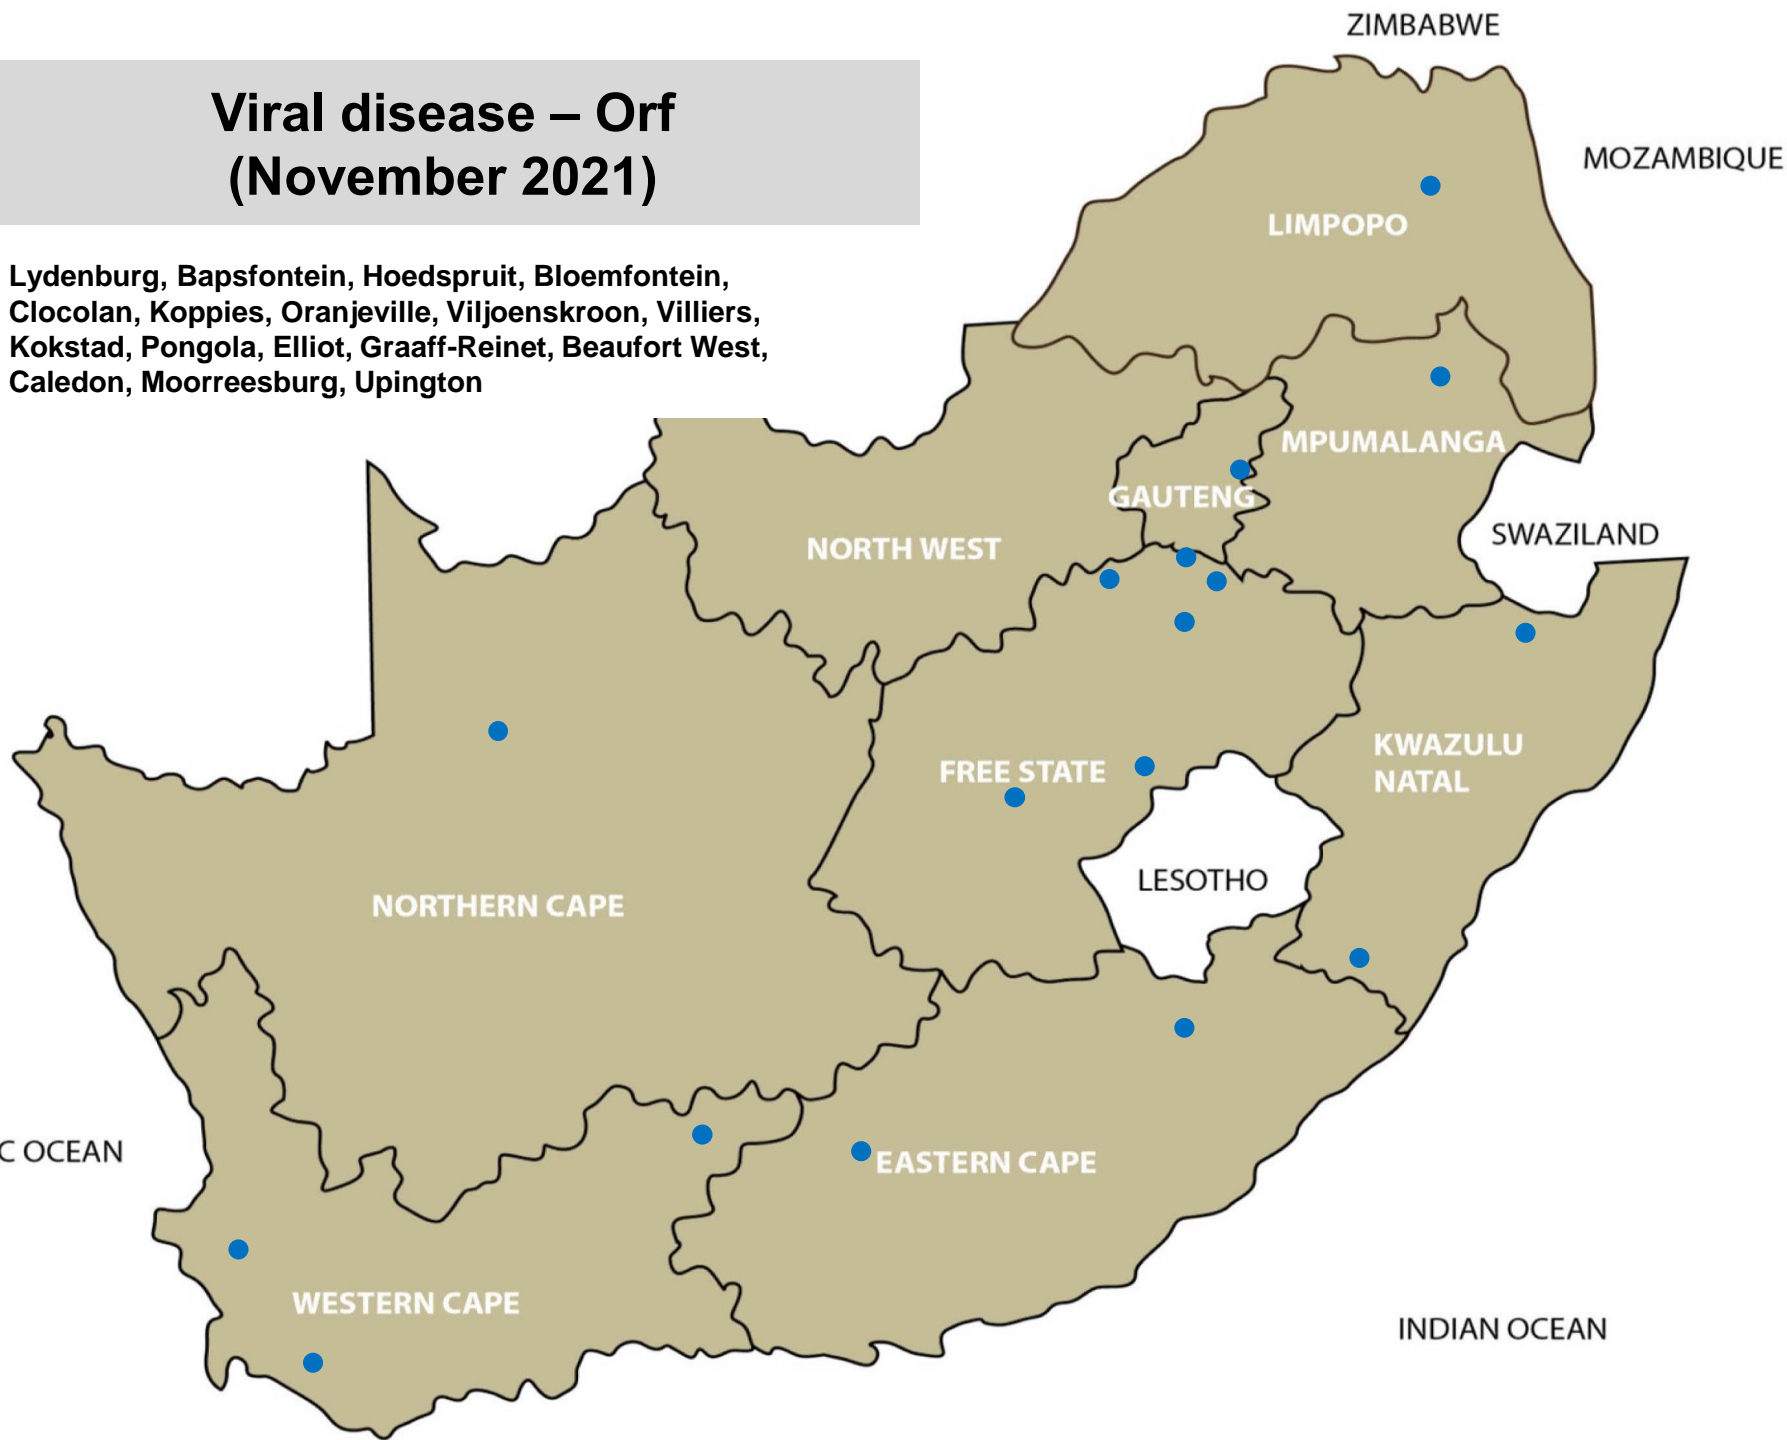 ZIMBABWE
Viral disease – Orf
(November 2021)
MOZAMBIQUE
LIMPOPO
Lydenburg, Bapsfontein, Hoedspruit, Bloemfontein,
Clocolan, Koppies, Oranjeville, Viljoenskroon, Villiers,
Kokstad, Pongola, Elliot, Graaff-Reinet, Beaufort West,
Caledon, Moorreesburg, Upington
MPUMALANGA
GAUTENG
NORTH WEST
SWAZILAND
KWAZULU
NATAL
FREE STATE
LESOTHO
NORTHERN CAPE
C OCEAN
EASTERN CAPE
WESTERN CAPE
INDIAN OCEAN